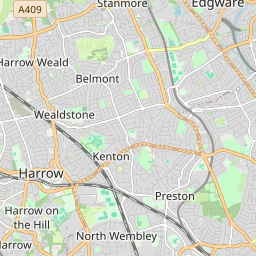 A409
Stanmore
Edgware
Harrow Weald
Belmont
Wealdstone
Kenton
Harrow
Preston
Harrow on
the Hill
North Wembley
Harrow